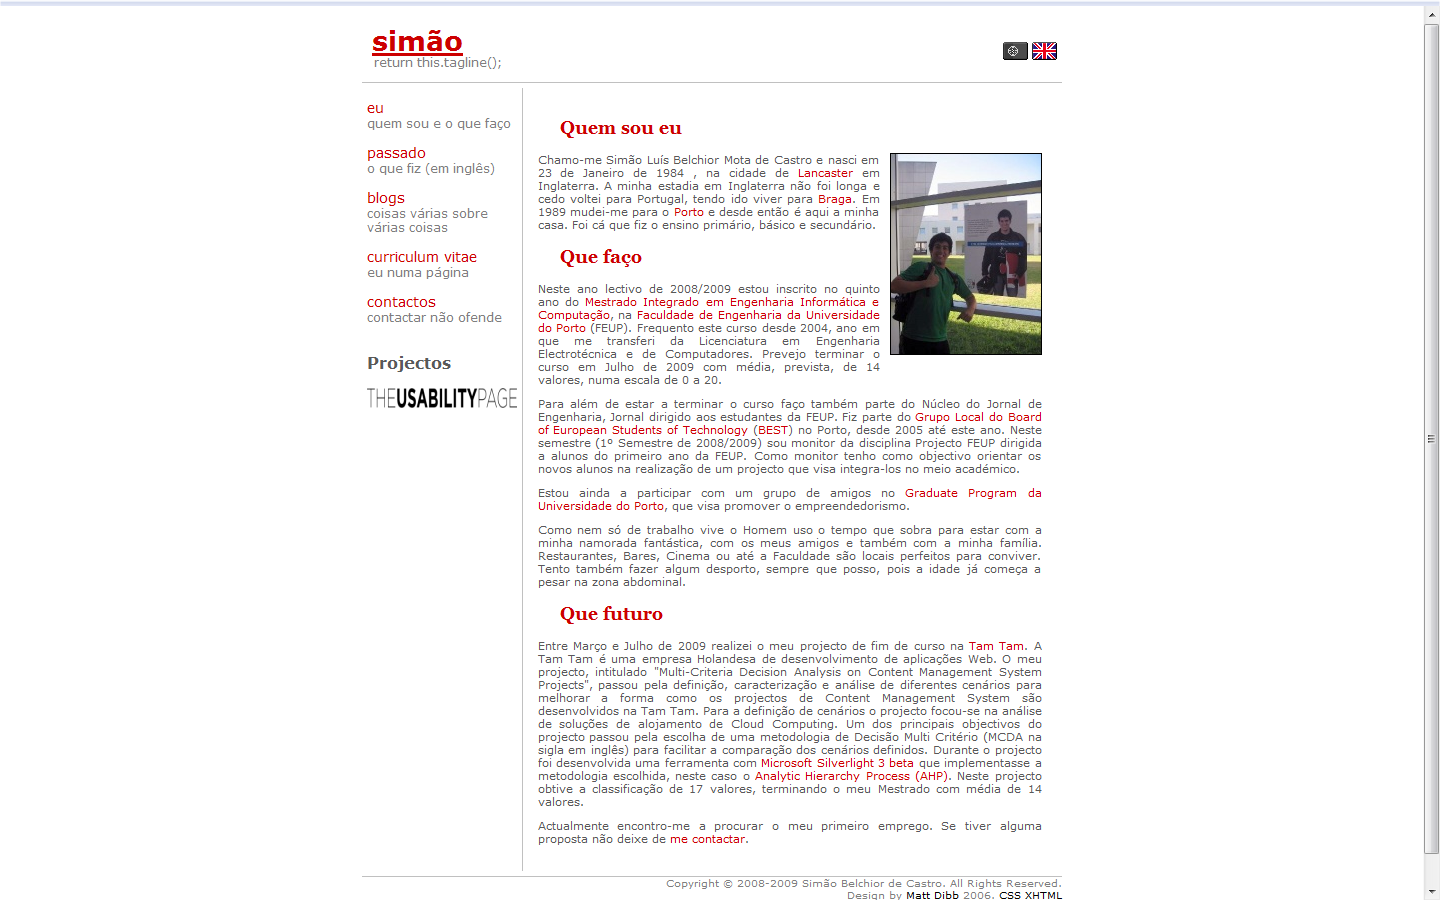 simão
return this.tagline();
eu
quem sou e o que faço
passado
o que fiz (em inglês)
blogs
coisas várias sobre
várias coisas
curriculum vitae
eu numa página
contactos
contactar não ofende
Projectos
THEUSABILITYPAGE
Quem sou eu
Chamo-me Simão Luís Belchior Mota de Castro e nasci em
23 de Janeiro de 1984 , na cidade de Lancaster em
Inglaterra. A minha estadia em Inglaterra não foi longa e
cedo voltei para Portugal, tendo ido viver para Braga. Em
1989 mudei-me para o Porto e desde então é aqui a minha
casa. Foi cá que fiz o ensino primário, básico e secundário.
Que faço
Neste ano lectivo de 2008/2009 estou inscrito no quinto
ano do Mestrado Integrado em Engenharia Informática e
Computação, na Faculdade de Engenharia da Universidade
do Porto (FEUP). Frequento este curso desde 2004, ano em
que me transferi da Licenciatura em Engenharia
Electrotécnica e de Computadores. Prevejo terminar o
curso em Julho de 2009 com média, prevista, de 14
valores, numa escala de 0 a 20.
Para além de estar a terminar o curso faço também parte do Núcleo do Jornal de
Engenharia, Jornal dirigido aos estudantes da FEUP. Fiz parte do Grupo Local do Board
of European Students of Technology (BEST) no Porto, desde 2005 até este ano. Neste
semestre (1º Semestre de 2008/2009) sou monitor da disciplina Projecto FEUP dirigida
a alunos do primeiro ano da FEUP. Como monitor tenho como objectivo orientar os
novos alunos na realização de um projecto que visa integra-los no meio académico.
Estou ainda a participar com um grupo de amigos no Graduate Program da
Universidade do Porto, que visa promover o empreendedorismo.
Como nem só de trabalho vive o Homem uso o tempo que sobra para estar com a
minha namorada fantástica, com os meus amigos e também com a minha família.
Restaurantes, Bares, Cinema ou até a Faculdade são locais perfeitos para conviver.
Tento também fazer algum desporto, sempre que posso, pois a idade já começa a
pesar na zona abdominal.
Que futuro
Entre Março e Julho de 2009 realizei o meu projecto de fim de curso na Tam Tam. A
Tam Tam é uma empresa Holandesa de desenvolvimento de aplicações Web. O meu
projecto, intitulado "Multi-Criteria Decision Analysis on Content Management System
Projects", passou pela definição, caracterização e análise de diferentes cenários para
melhorar a forma como os projectos de Content Management System são
desenvolvidos na Tam Tam. Para a definição de cenários o projecto focou-se na análise
de soluções de alojamento de Cloud Computing. Um dos principais objectivos do
projecto passou pela escolha de uma metodologia de Decisão Multi Critério (MCDA na
sigla em inglês) para facilitar a comparação dos cenários definidos. Durante o projecto
foi desenvolvida uma ferramenta com Microsoft Silverlight 3 beta que implementasse a
metodologia escolhida, neste caso o Analytic Hierarchy Process (AHP). Neste projecto
obtive a classificação de 17 valores, terminando o meu Mestrado com média de 14
valores.
Actualmente encontro-me a procurar o meu primeiro emprego. Se tiver alguma
proposta não deixe de me contactar.
Copyright © 2008-2009 Simão Belchior de Castro. All Rights Reserved.
Design by Matt Dibb 2006. CSS XHTML